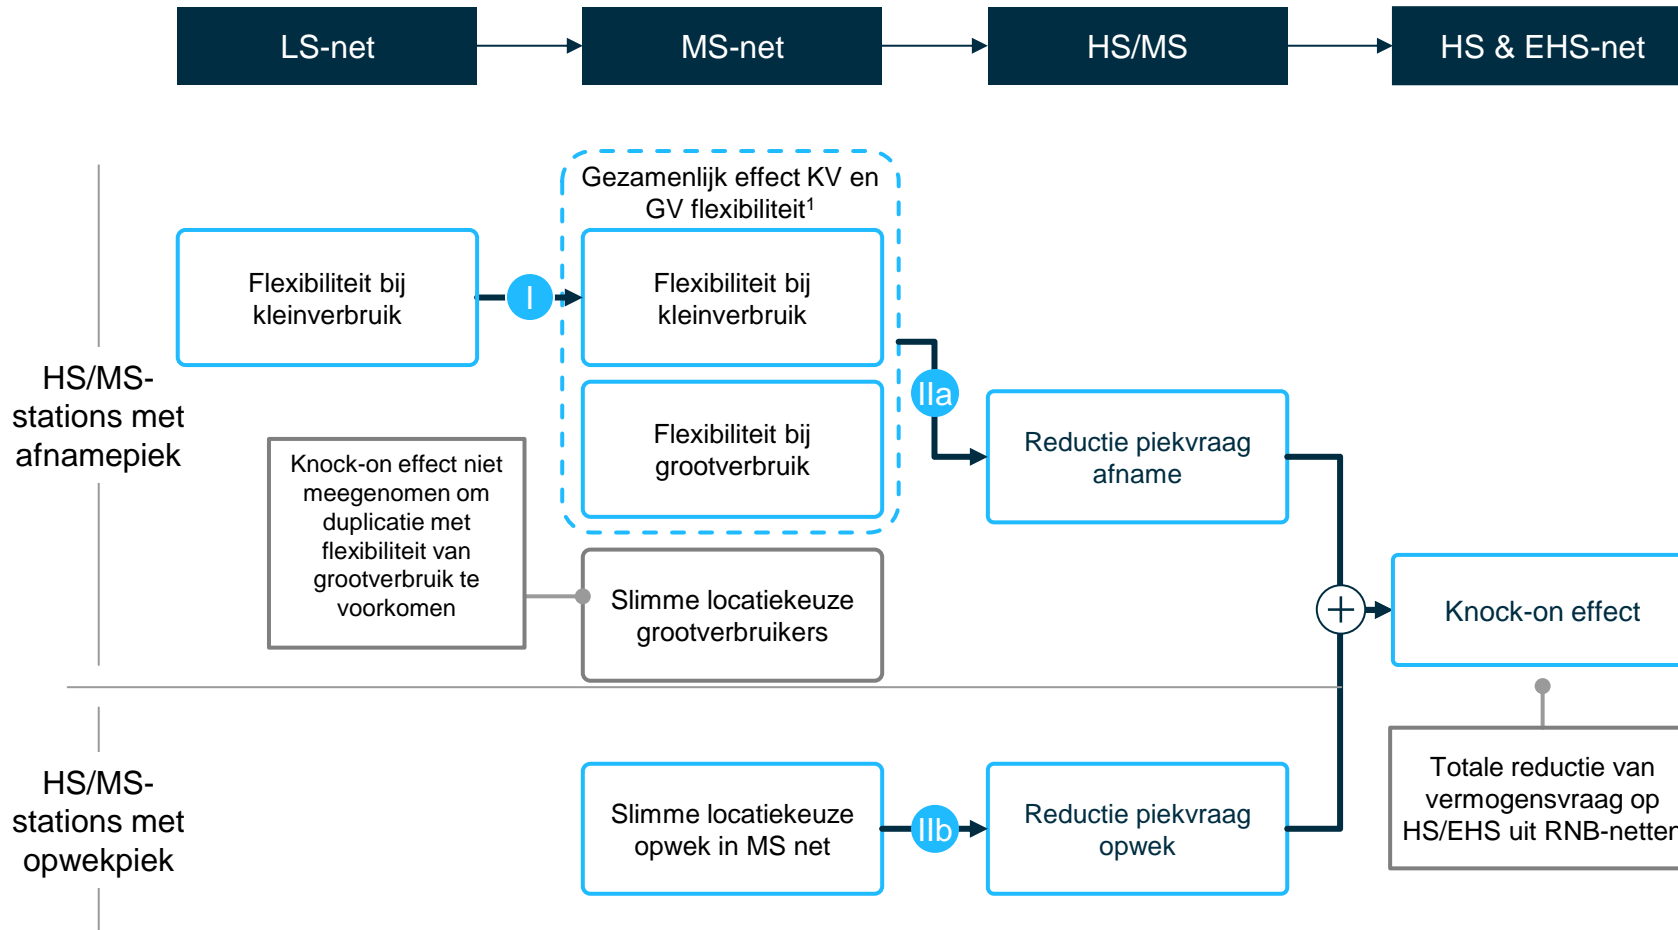 LS-net
MS-net
HS/MS
HS & EHS-net
HS/MS-
stations met
afnamepiek
Flexibiliteit bij
kleinverbruik
I
Gezamenlijk effect KV en
GV flexibiliteit¹
Flexibiliteit bij
kleinverbruik
Flexibiliteit bij
grootverbruik
IIa
Reductie piekvraag
afname
Knock-on effect niet
meegenomen om
duplicatie met
flexibiliteit van
grootverbruik te
voorkomen
Slimme locatiekeuze
grootverbruikers
Knock-on effect
Totale reductie van
vermogensvraag op
HS/EHS uit RNB-netten
HS/MS-
stations met
opwekpiek
Slimme locatiekeuze
opwek in MS net
IIb
Reductie piekvraag
opwek